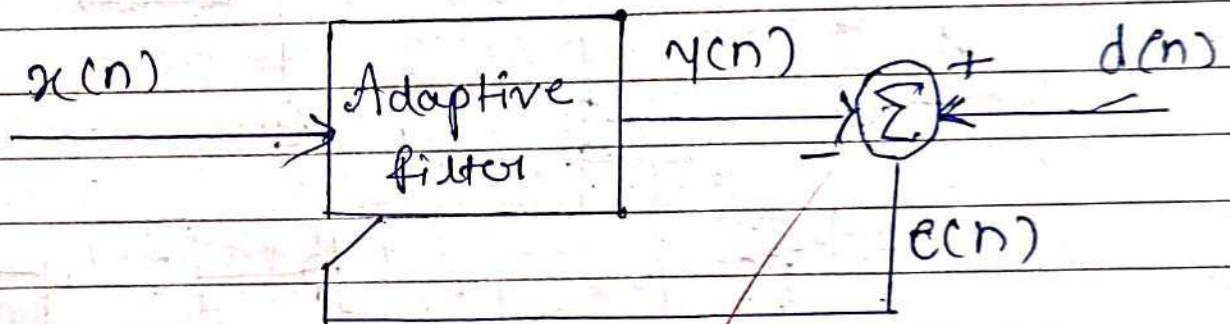 x(n)
Adaptive
filter
y(n)
Σ
+
-
d(n)
e(n)